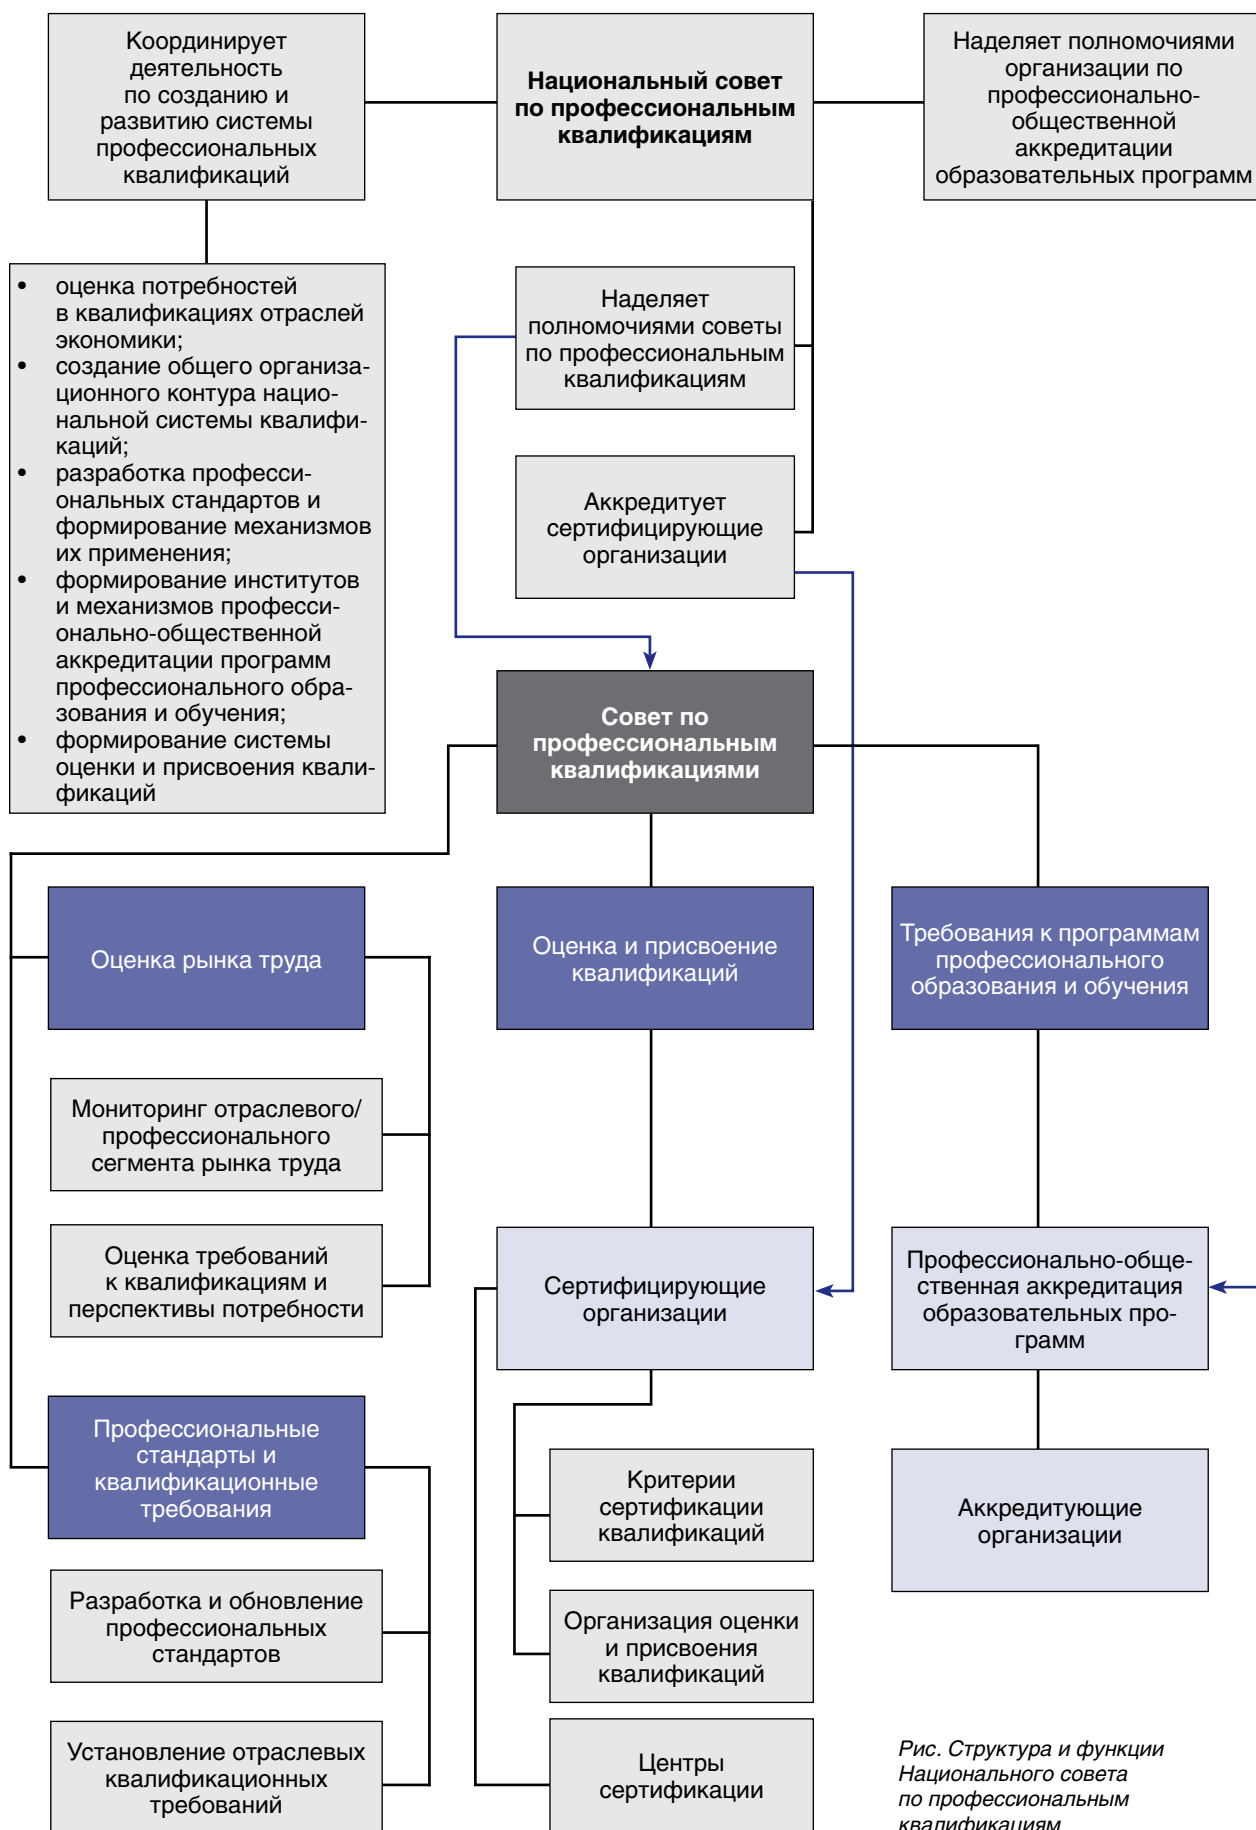 Координирует
деятельность
по созданию и
развитию системы
профессиональных
квалификаций
Национальный совет
по профессиональным
квалификациям
Наделяет полномочиями
организации по
профессионально-
общественной
аккредитации
образовательных программ
• оценка потребностей
в квалификациях отраслей
экономики;
• создание общего организа-
ционного контура нацио-
нальной системы квалифи-
каций;
• разработка професси-
ональных стандартов и
формирование механизмов
их применения;
• формирование институтов
и механизмов професси-
онально-общественной
аккредитации программ
профессионального обра-
зования и обучения;
• формирование системы
оценки и присвоения квали-
фикаций
Наделяет
полномочиями советы
по профессиональным
квалификациям
Аккредитует
сертифицирующие
организации
Совет по
профессиональным
квалификациями
Оценка рынка труда
Оценка и присвоение
квалификаций
Требования к программам
профессионального
образования и обучения
Мониторинг отраслевого/
профессионального
сегмента рынка труда
Оценка требований
к квалификациям и
перспективы потребности
Сертифицирующие
организации
Профессионально-обще-
ственная аккредитация
образовательных про-
грамм
Профессиональные
стандарты и
квалификационные
требования
Критерии
сертификации
квалификаций
Аккредитующие
организации
Разработка и обновление
профессиональных
стандартов
Организация оценки
и присвоения
квалификаций
Установление отраслевых
квалификационных
требований
Центры
сертификации
Рис. Структура и функции
Национального совета
по профессиональным
квалификациям